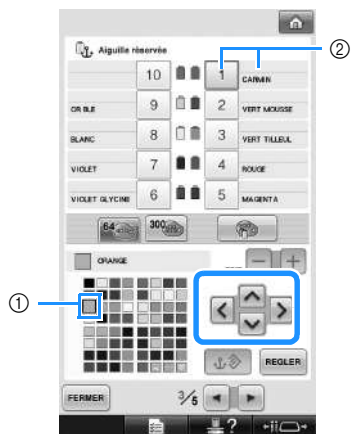 Aiguille réservée
②
10 1 CARMIN
OR BLE 9 2 VERT MOUSSE
BLANC 8 3 VERT TILLEUL
VIOLET 7 4 ROUGE
VIOLET GLYCINE 6 5 MAGENTA
64 300
ORANGE
- +
①
REGLER
FERMER 3/5
?